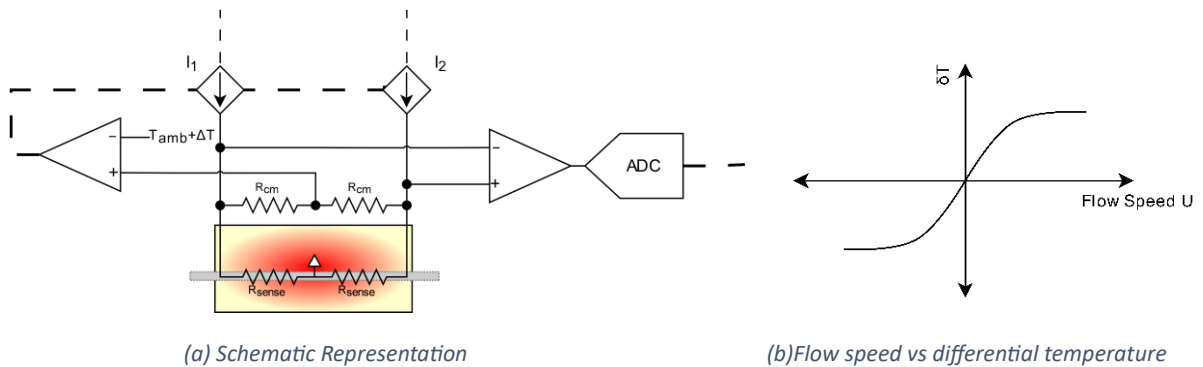 I1
I2
δT
−
Tamb+ΔT
+
−
+
ADC
Rcm
Rcm
Flow Speed U
Rsense
Rsense
(a) Schematic Representation
(b)Flow speed vs differential temperature